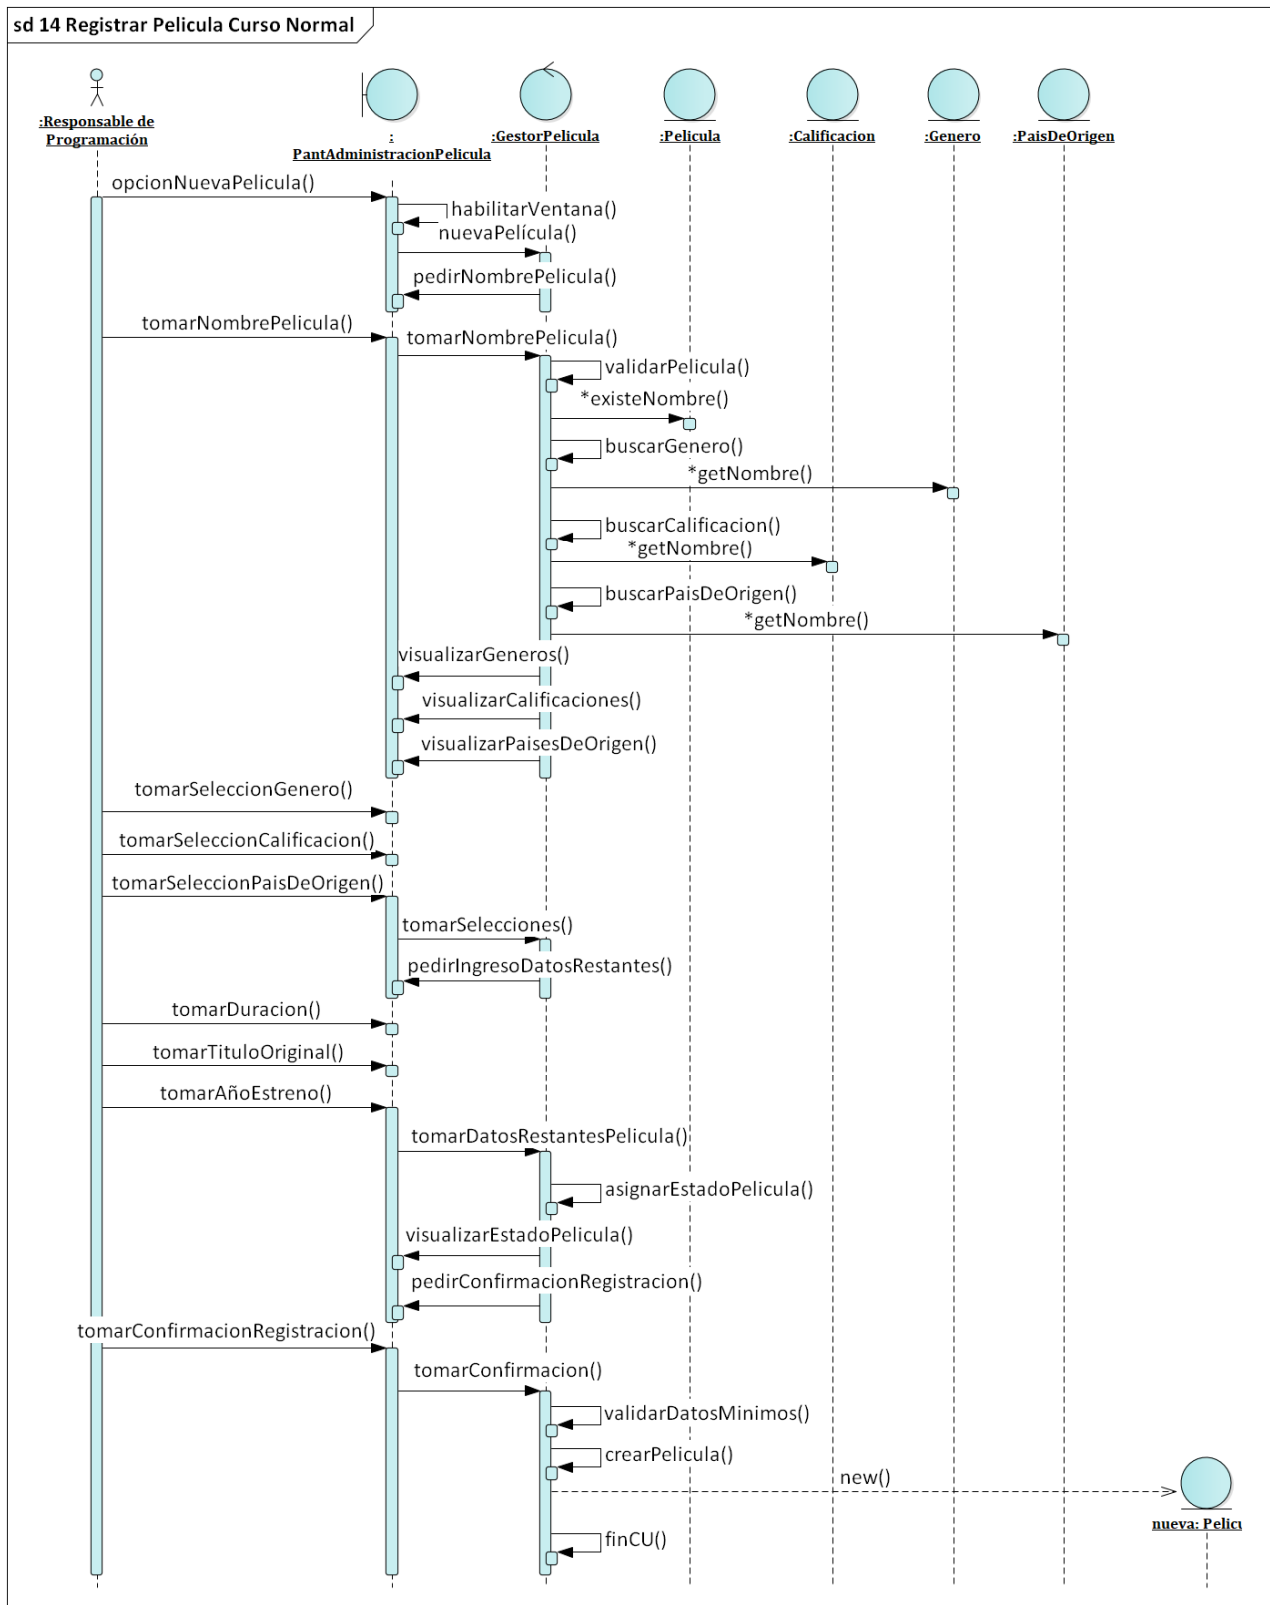 sd 14 Registrar Pelicula Curso Normal
:Responsable de
Programación
:
PantAdministracionPelicula
:GestorPelicula
:Pelicula
:Calificacion
:Genero
:PaisDeOrigen
opcionNuevaPelicula()
habilitarVentana()
nuevaPelícula()
pedirNombrePelicula()
tomarNombrePelicula()
tomarNombrePelicula()
validarPelicula()
*existeNombre()
buscarGenero()
*getNombre()
buscarCalificacion()
*getNombre()
buscarPaisDeOrigen()
*getNombre()
visualizarGeneros()
visualizarCalificaciones()
visualizarPaisesDeOrigen()
tomarSeleccionGenero()
tomarSeleccionCalificacion()
tomarSeleccionPaisDeOrigen()
tomarSelecciones()
pedirIngresoDatosRestantes()
tomarDuracion()
tomarTituloOriginal()
tomarAñoEstreno()
tomarDatosRestantesPelicula()
asignarEstadoPelicula()
visualizarEstadoPelicula()
pedirConfirmacionRegistracion()
tomarConfirmacionRegistracion()
tomarConfirmacion()
validarDatosMinimos()
crearPelicula()
new()
nueva: Pelicu
finCU()